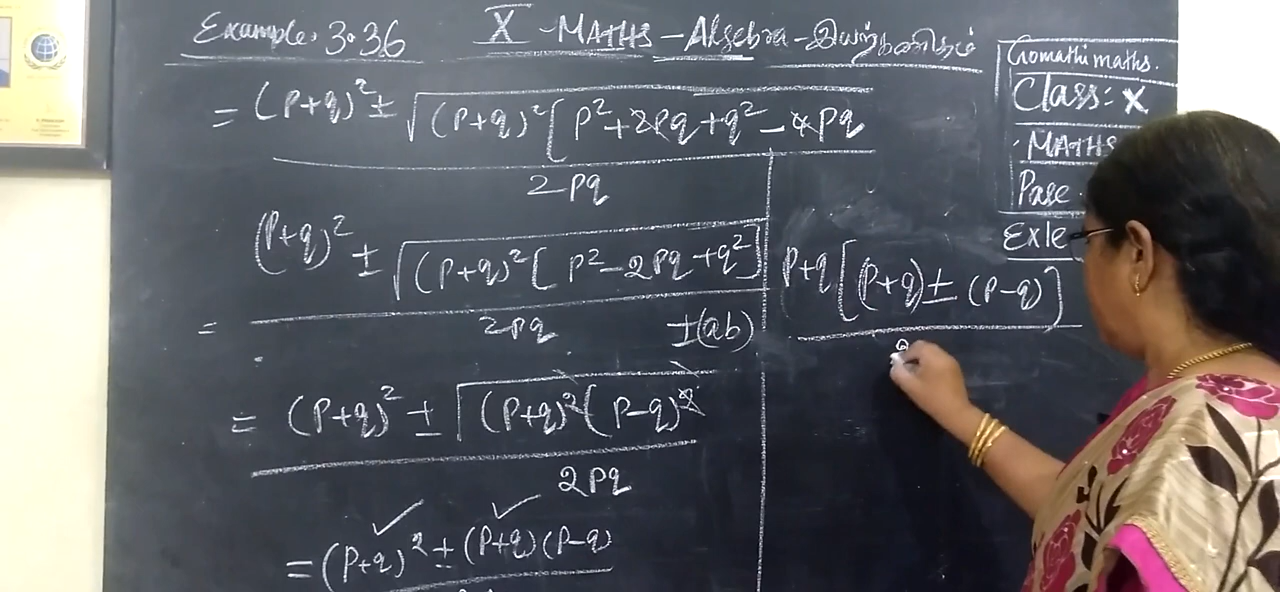 Example. 3.36 X - MATHS - Algebra - இயற்கணிதம்
Gomathi maths.
Class: X
MATHS
Page
Exle
= (P+q)² ± √(P+q)² [P²+2Pq+q²-4Pq
2Pq
(P+q)² ± √(P+q)² [P²-2Pq+q²]
= 2Pq
±(ab)
= (P+q)² ± √(P+q)² (P-q)²
2Pq
= (P+q)² ± (P+q)(P-q)
P+q [(P+q) ± (P-q)]